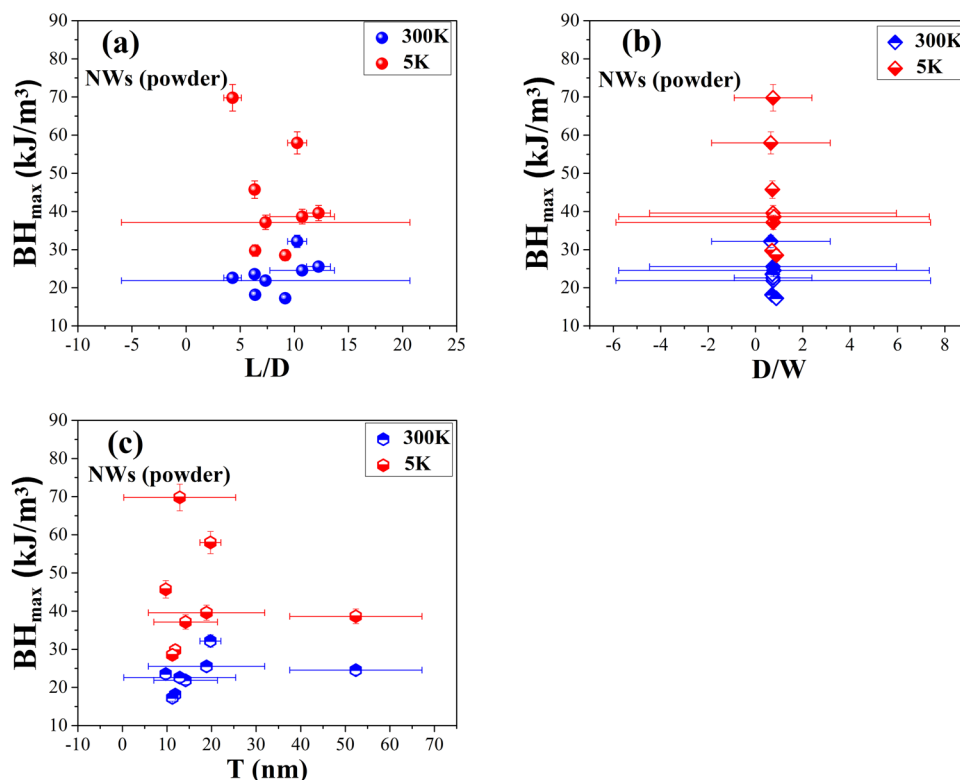 (a)
NWs (powder)
300K
5K
90
80
70
60
50
40
30
20
10
BHmax (kJ/m³)
-10
-5
0
5
10
15
20
25
L/D
(b)
NWs (powder)
300K
5K
90
80
70
60
50
40
30
20
10
BHmax (kJ/m³)
-6
-4
-2
0
2
4
6
8
D/W
(c)
NWs (powder)
300K
5K
90
80
70
60
50
40
30
20
10
BHmax (kJ/m³)
-10
0
10
20
30
40
50
60
70
T (nm)